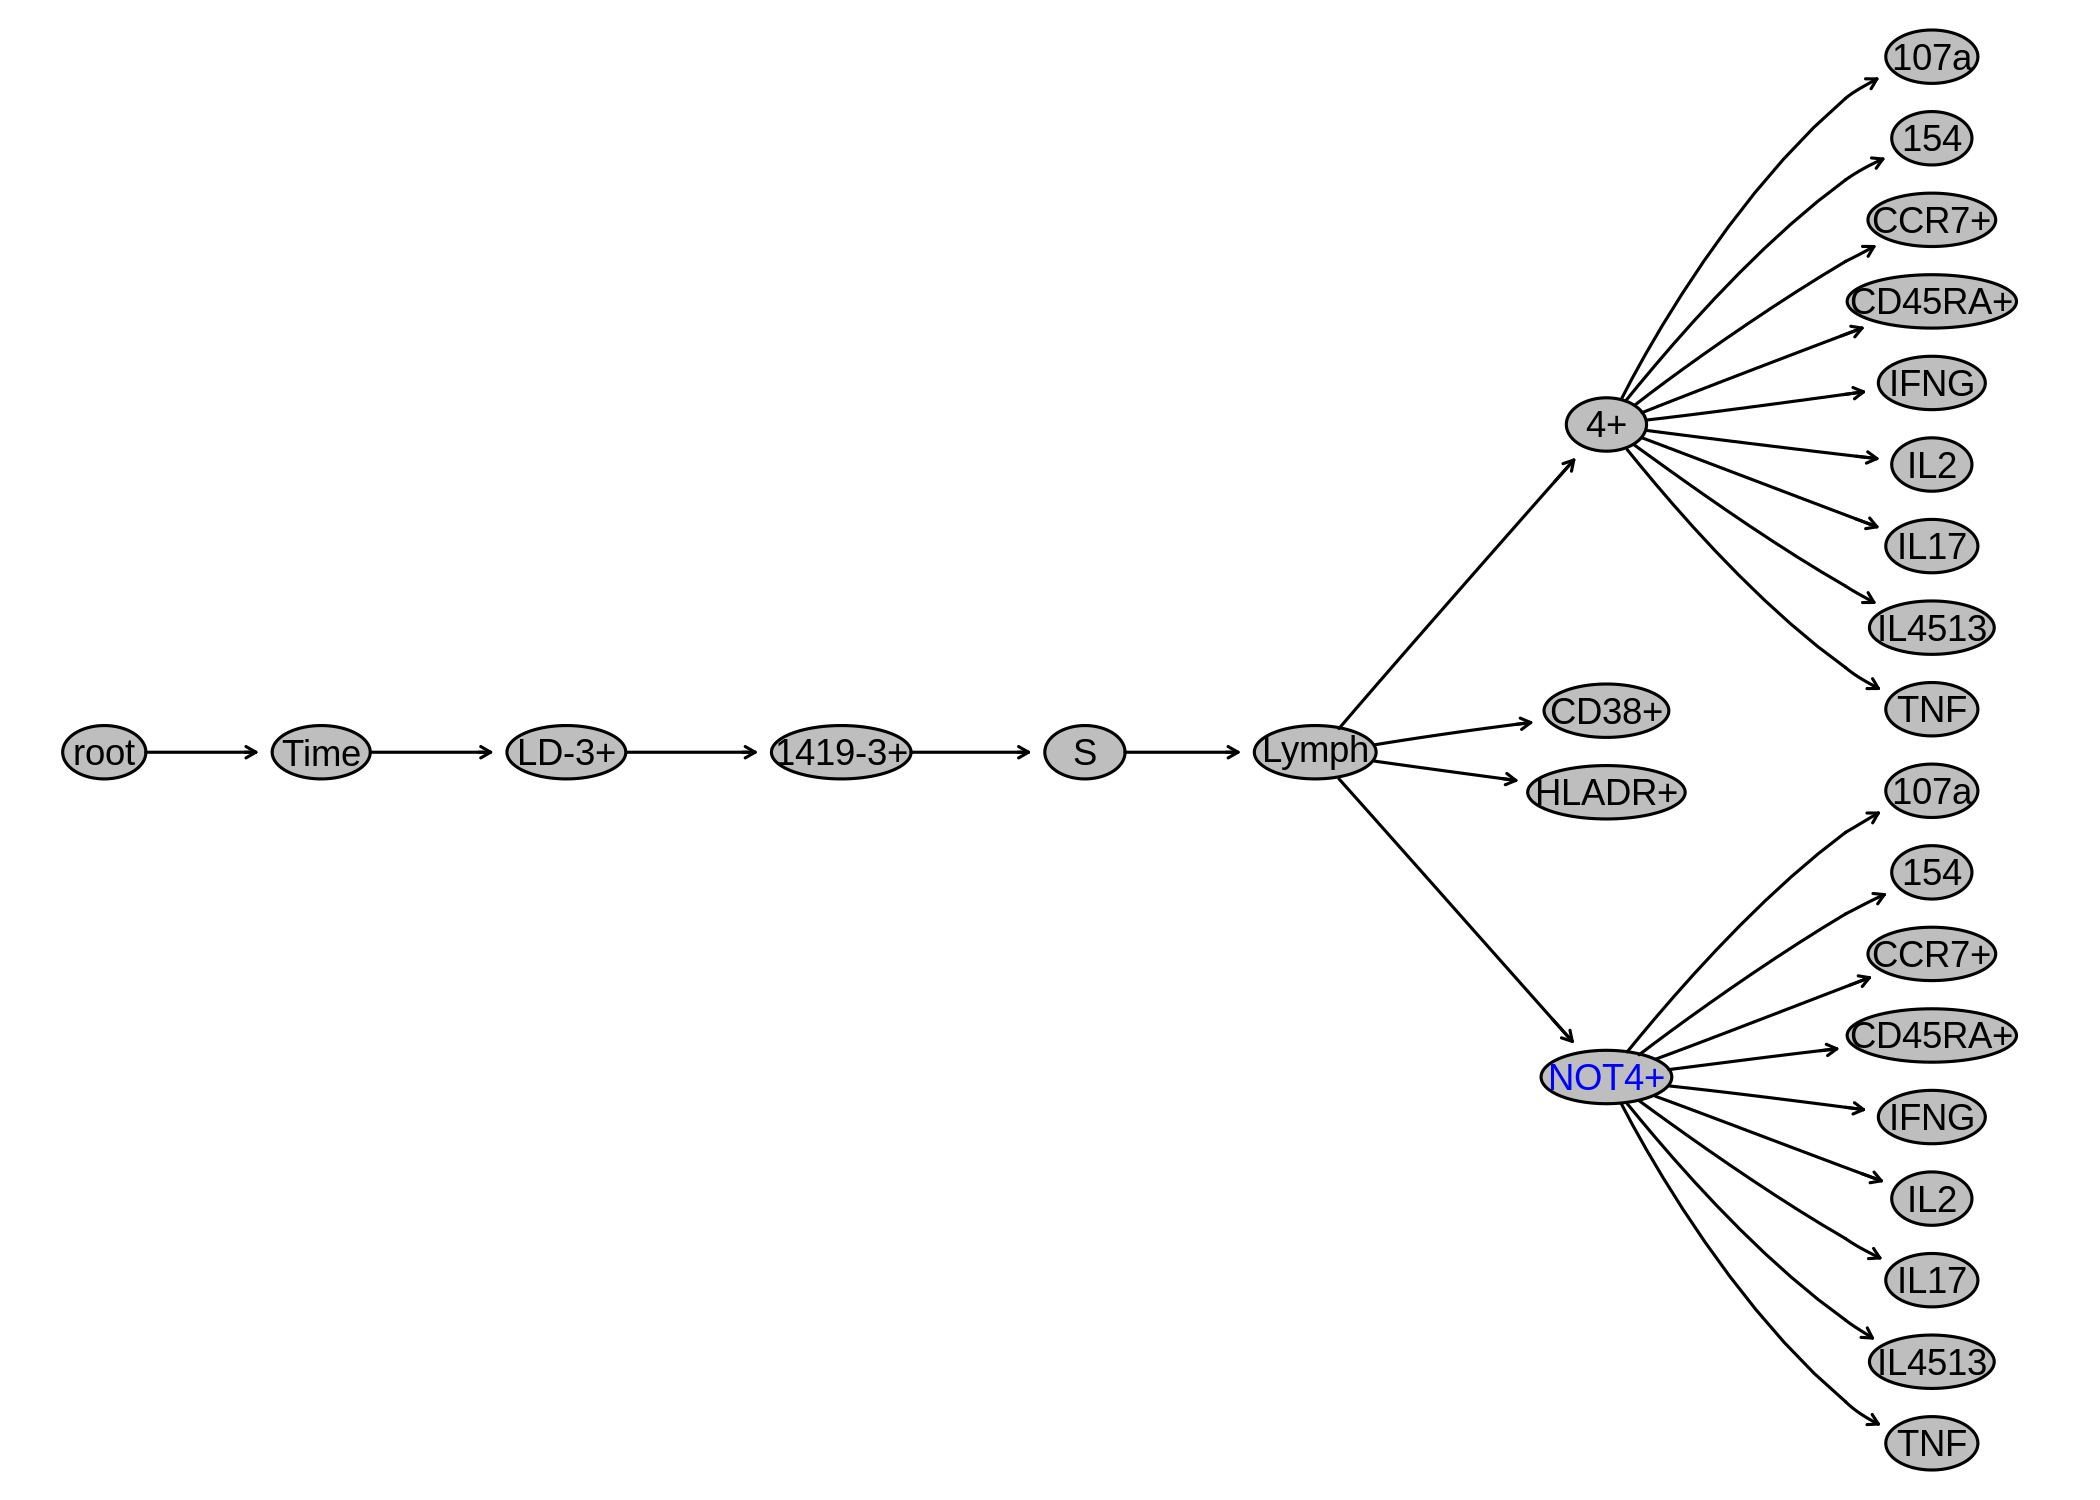 root
Time
LD-3+
1419-3+
S
Lymph
4+
CD38+
HLADR+
NOT4+
107a
154
CCR7+
CD45RA+
IFNG
IL2
IL17
IL4513
TNF
107a
154
CCR7+
CD45RA+
IFNG
IL2
IL17
IL4513
TNF